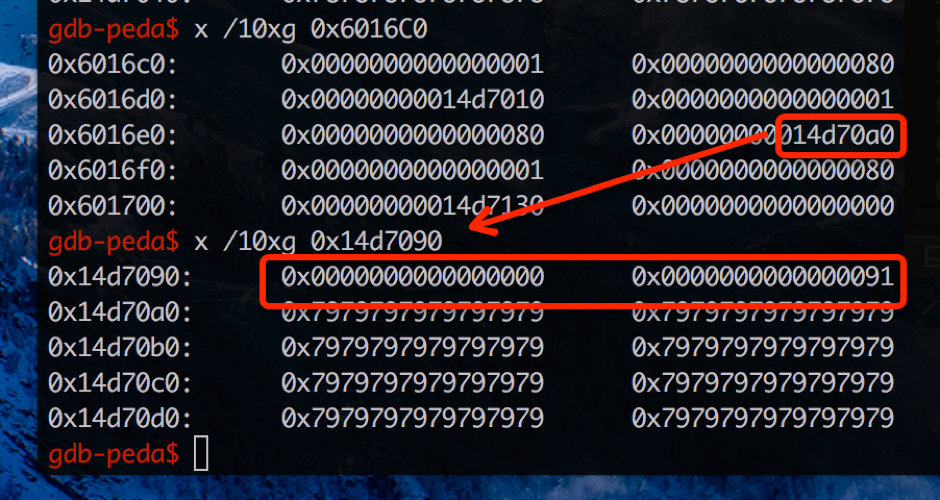 gdb-peda$ x /10xg 0x6016C0
0x6016c0: 0x0000000000000001 0x0000000000000080
0x6016d0: 0x00000000014d7010 0x0000000000000001
0x6016e0: 0x0000000000000080 0x00000000014d70a0
0x6016f0: 0x0000000000000001 0x0000000000000080
0x601700: 0x00000000014d7130 0x0000000000000000
gdb-peda$ x /10xg 0x14d7090
0x14d7090: 0x0000000000000000 0x0000000000000091
0x14d70a0: 0x7979797979797979 0x7979797979797979
0x14d70b0: 0x7979797979797979 0x7979797979797979
0x14d70c0: 0x7979797979797979 0x7979797979797979
0x14d70d0: 0x7979797979797979 0x7979797979797979
gdb-peda$